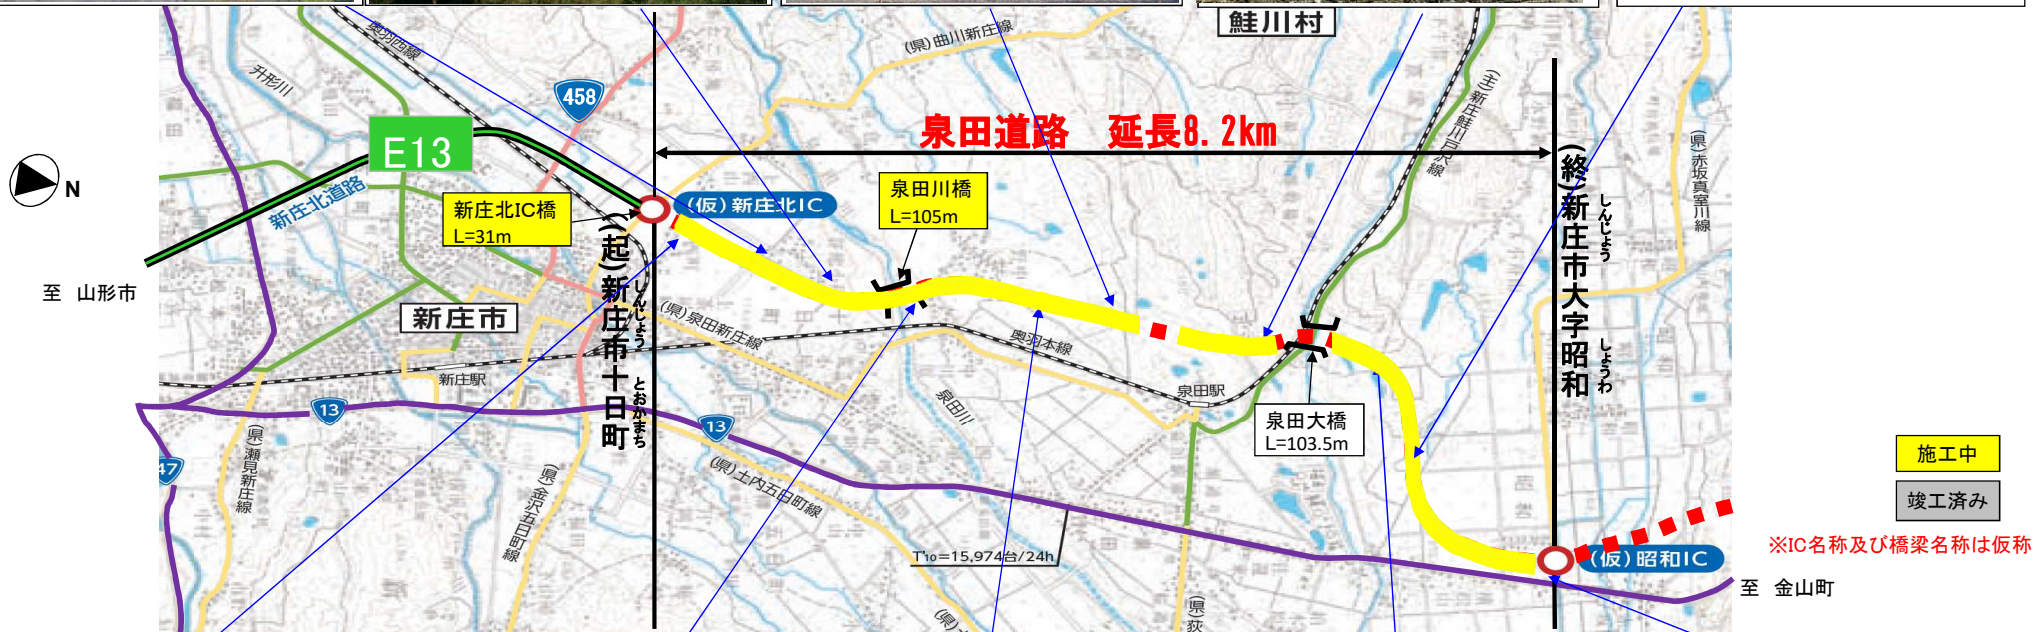 鮭川村
奥羽西線
(県)曲川新庄線
升形川
458
(主)新庄鮭川戸沢線
泉田道路 延長8.2km
E13
(県)赤坂真室川線
N
新庄北道路
新庄北IC橋
L=31m
(仮)新庄北IC
泉田川橋
L=105m
(起)新庄市十日町
しんじょう
とおかまち
(終)新庄市大字昭和
しんじょう
しょうわ
至 山形市
新庄市
(県)泉田新庄線
奥羽本線
新庄駅
泉田駅
泉田川
13
13
47
泉田大橋
L=103.5m
(県)瀬見新庄線
(県)金沢五日町線
(県)土内五日町線
T'10=15,974台/24h
施工中
竣工済み
※IC名称及び橋梁名称は仮称
(仮)昭和IC
至 金山町
(県)